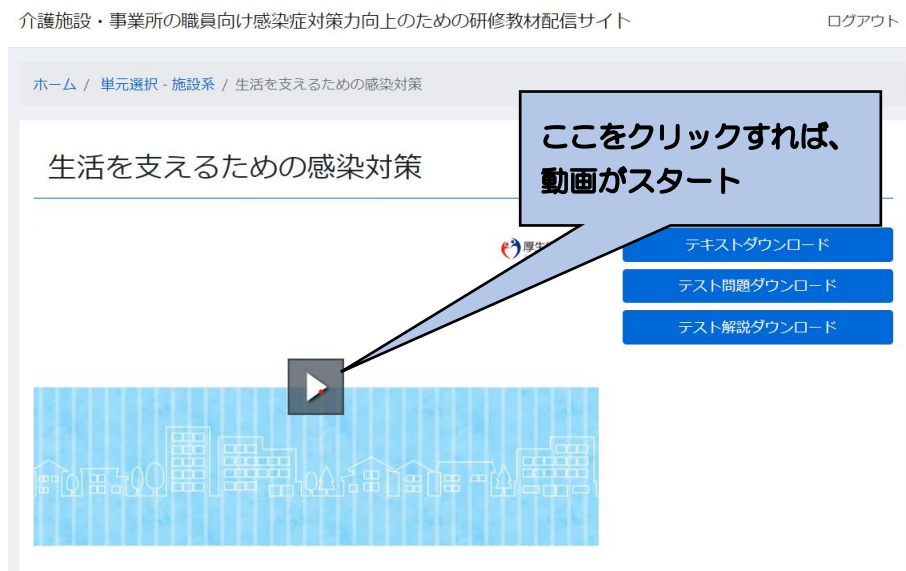 介護施設・事業所の職員向け感染症対策力向上のための研修教材配信サイト
ログアウト
ホーム / 単元選択 - 施設系 / 生活を支えるための感染対策
ここをクリックすれば、
動画がスタート
生活を支えるための感染対策
厚生
テキストダウンロード
テスト問題ダウンロード
テスト解説ダウンロード